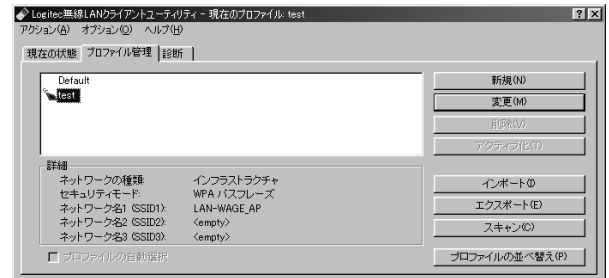 Logitec無線LANクライアントユーティリティ - 現在のプロファイル: test
アクション(A) オプション(O) ヘルプ(H)
現在の状態 プロファイル管理 診断
Default
test
新規(N)
変更(M)
削除(V)
アクティブ化(T)
詳細
ネットワークの種類: インフラストラクチャ
セキュリティモード: WPA パスフレーズ
ネットワーク名1 (SSID1): LAN-WAGE_AP
ネットワーク名2 (SSID2): <empty>
ネットワーク名3 (SSID3): <empty>
インポート(I)
エクスポート(E)
スキャン(C)
プロファイルの自動選択
プロファイルの並べ替え(P)